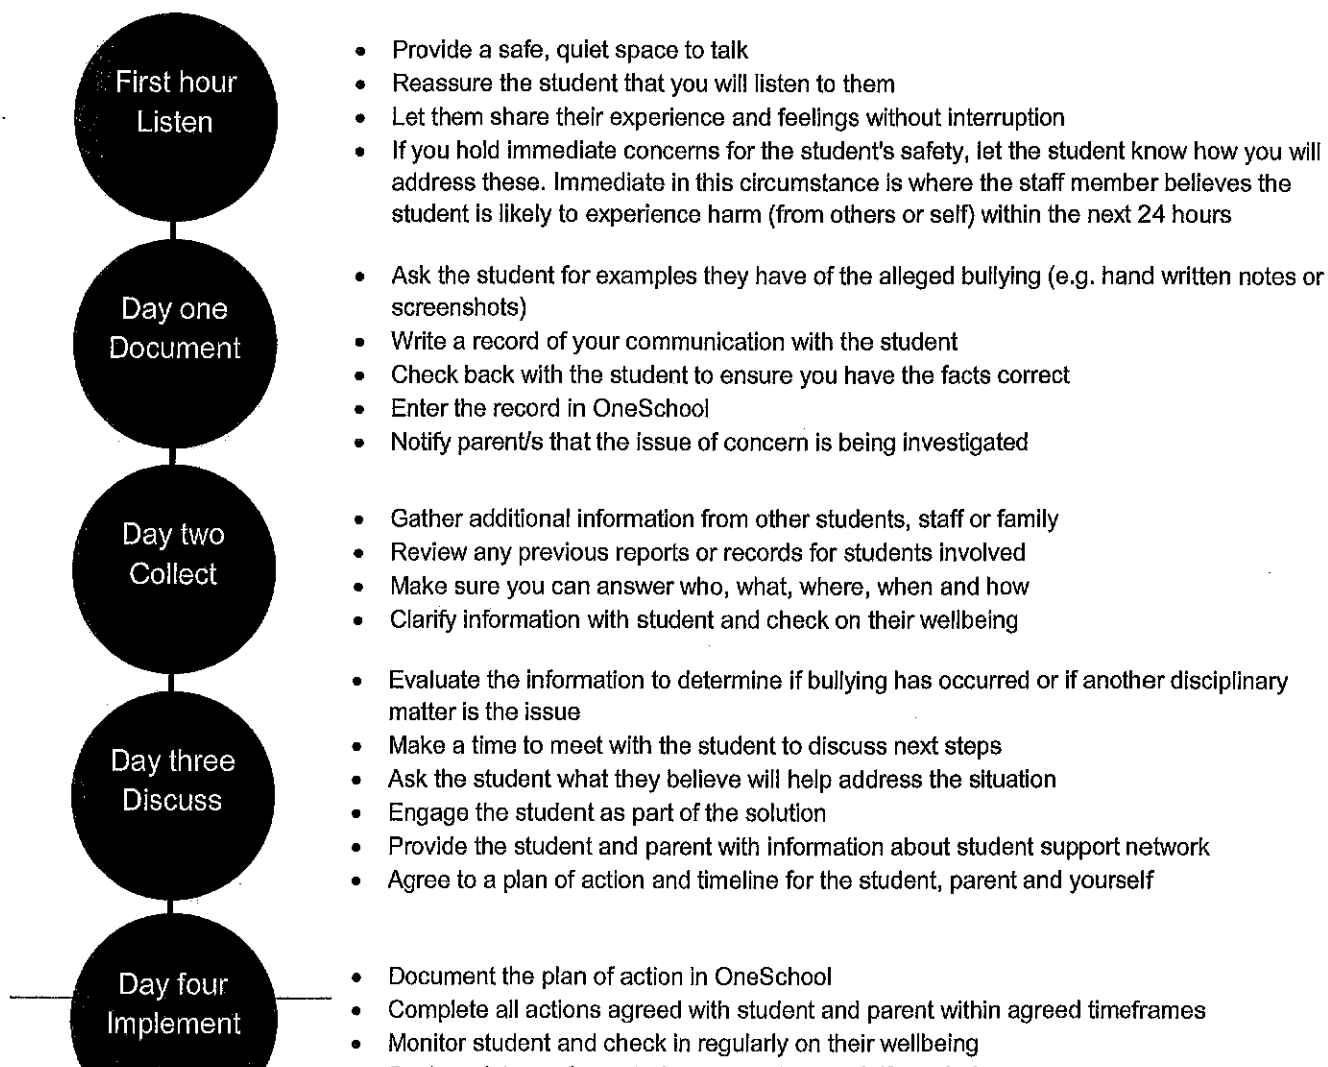 First hour
Listen
• Provide a safe, quiet space to talk
• Reassure the student that you will listen to them
• Let them share their experience and feelings without interruption
• If you hold immediate concerns for the student's safety, let the student know how you will
address these. Immediate in this circumstance is where the staff member believes the
student is likely to experience harm (from others or self) within the next 24 hours
Day one
Document
• Ask the student for examples they have of the alleged bullying (e.g. hand written notes or
screenshots)
• Write a record of your communication with the student
• Check back with the student to ensure you have the facts correct
• Enter the record in OneSchool
• Notify parent/s that the issue of concern is being investigated
Day two
Collect
• Gather additional information from other students, staff or family
• Review any previous reports or records for students involved
• Make sure you can answer who, what, where, when and how
• Clarify information with student and check on their wellbeing
Day three
Discuss
• Evaluate the information to determine if bullying has occurred or if another disciplinary
matter is the issue
• Make a time to meet with the student to discuss next steps
• Ask the student what they believe will help address the situation
• Engage the student as part of the solution
• Provide the student and parent with information about student support network
• Agree to a plan of action and timeline for the student, parent and yourself
Day four
Implement
• Document the plan of action in OneSchool
• Complete all actions agreed with student and parent within agreed timeframes
• Monitor student and check in regularly on their wellbeing